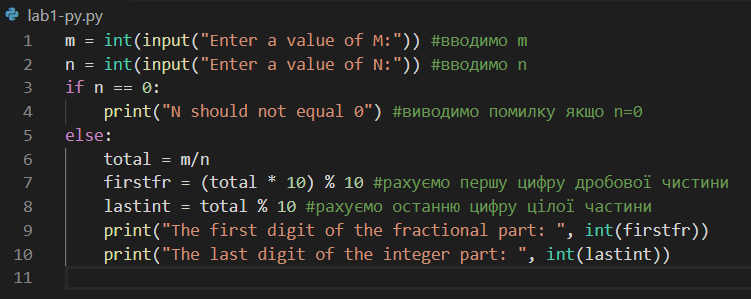 lab1-py.py
1 m = int(input("Enter a value of M:")) #вводимо m
2 n = int(input("Enter a value of N:")) #вводимо n
3 if n == 0:
4     print("N should not equal 0") #виводимо помилку якщо n=0
5 else:
6     total = m/n
7     firstfr = (total * 10) % 10 #рахуємо першу цифру дробової чистини
8     lastint = total % 10 #рахуємо останню цифру цілої частини
9     print("The first digit of the fractional part: ", int(firstfr))
10     print("The last digit of the integer part: ", int(lastint))
11